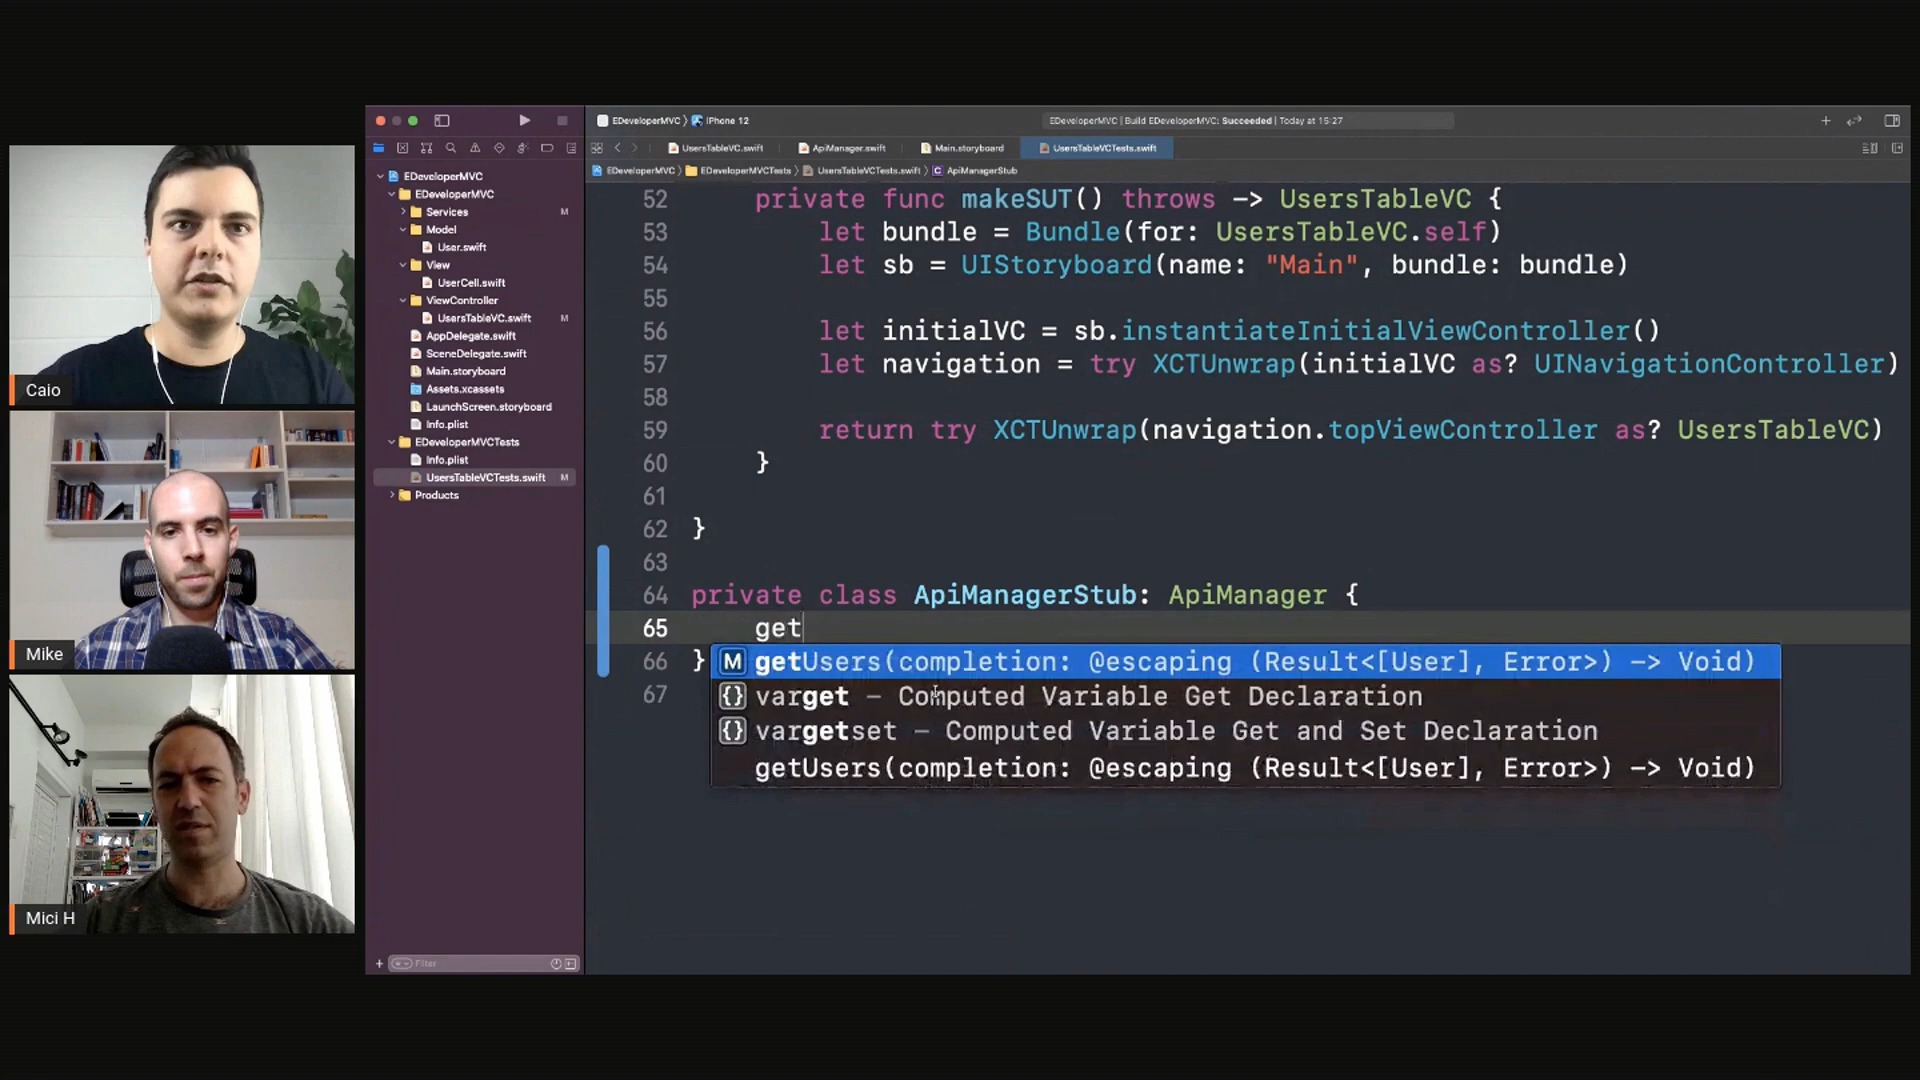 Caio
Mike
Mici H
EDeveloperMVC
EDeveloperMVC
Services M
Model
User.swift
View
UserCell.swift
ViewController
UsersTableVC.swift M
AppDelegate.swift
SceneDelegate.swift
Main.storyboard
Assets.xcassets
LaunchScreen.storyboard
Info.plist
EDeveloperMVCTests
Info.plist
UsersTableVCTests.swift M
Products
Filter
EDeveloperMVC iPhone 12
EDeveloperMVC | Build EDeveloperMVC: Succeeded | Today at 15:27
UsersTableVC.swift
ApiManager.swift
Main.storyboard
UsersTableVCTests.swift
EDeveloperMVC EDeveloperMVCTests UsersTableVCTests.swift C ApiManagerStub
52 private func makeSUT() throws -> UsersTableVC {
53 let bundle = Bundle(for: UsersTableVC.self)
54 let sb = UIStoryboard(name: "Main", bundle: bundle)
55
56 let initialVC = sb.instantiateInitialViewController()
57 let navigation = try XCTUnwrap(initialVC as? UINavigationController)
58
59 return try XCTUnwrap(navigation.topViewController as? UsersTableVC)
60 }
61
62 }
63
64 private class ApiManagerStub: ApiManager {
65 get
66 }
67
M getUsers(completion: @escaping (Result<[User], Error>) -> Void)
{} varget – Computed Variable Get Declaration
{} vargetset – Computed Variable Get and Set Declaration
getUsers(completion: @escaping (Result<[User], Error>) -> Void)